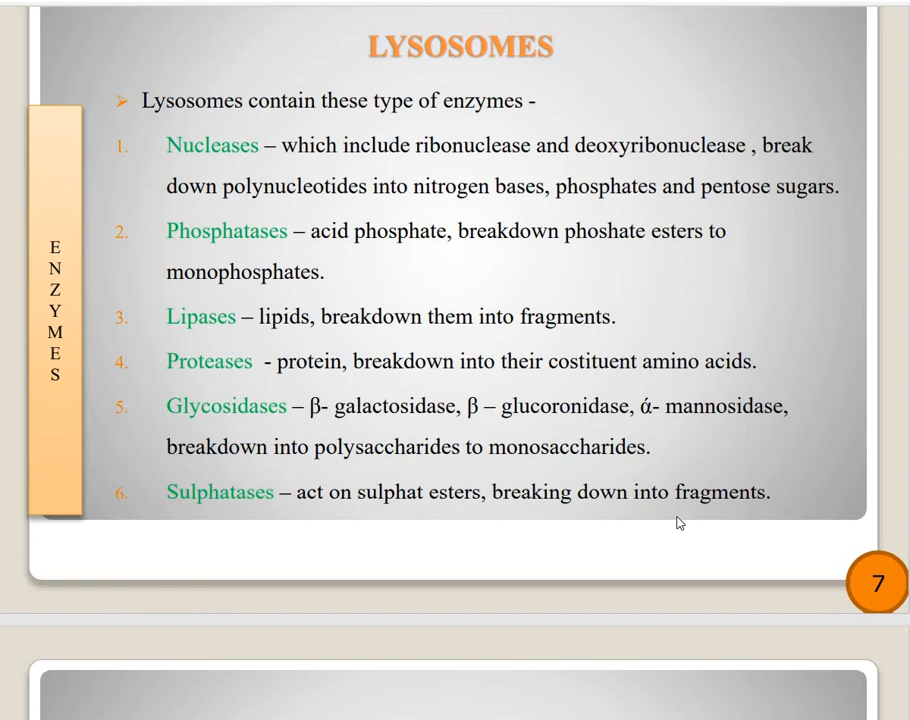 LYSOSOMES
➢ Lysosomes contain these type of enzymes -
1. Nucleases – which include ribonuclease and deoxyribonuclease , break
down polynucleotides into nitrogen bases, phosphates and pentose sugars.
2. Phosphatases – acid phosphate, breakdown phoshate esters to
monophosphates.
3. Lipases – lipids, breakdown them into fragments.
4. Proteases  - protein, breakdown into their costituent amino acids.
5. Glycosidases – β- galactosidase, β – glucoronidase, ά- mannosidase,
breakdown into polysaccharides to monosaccharides.
6. Sulphatases – act on sulphat esters, breaking down into fragments.
E
N
Z
Y
M
E
S
7